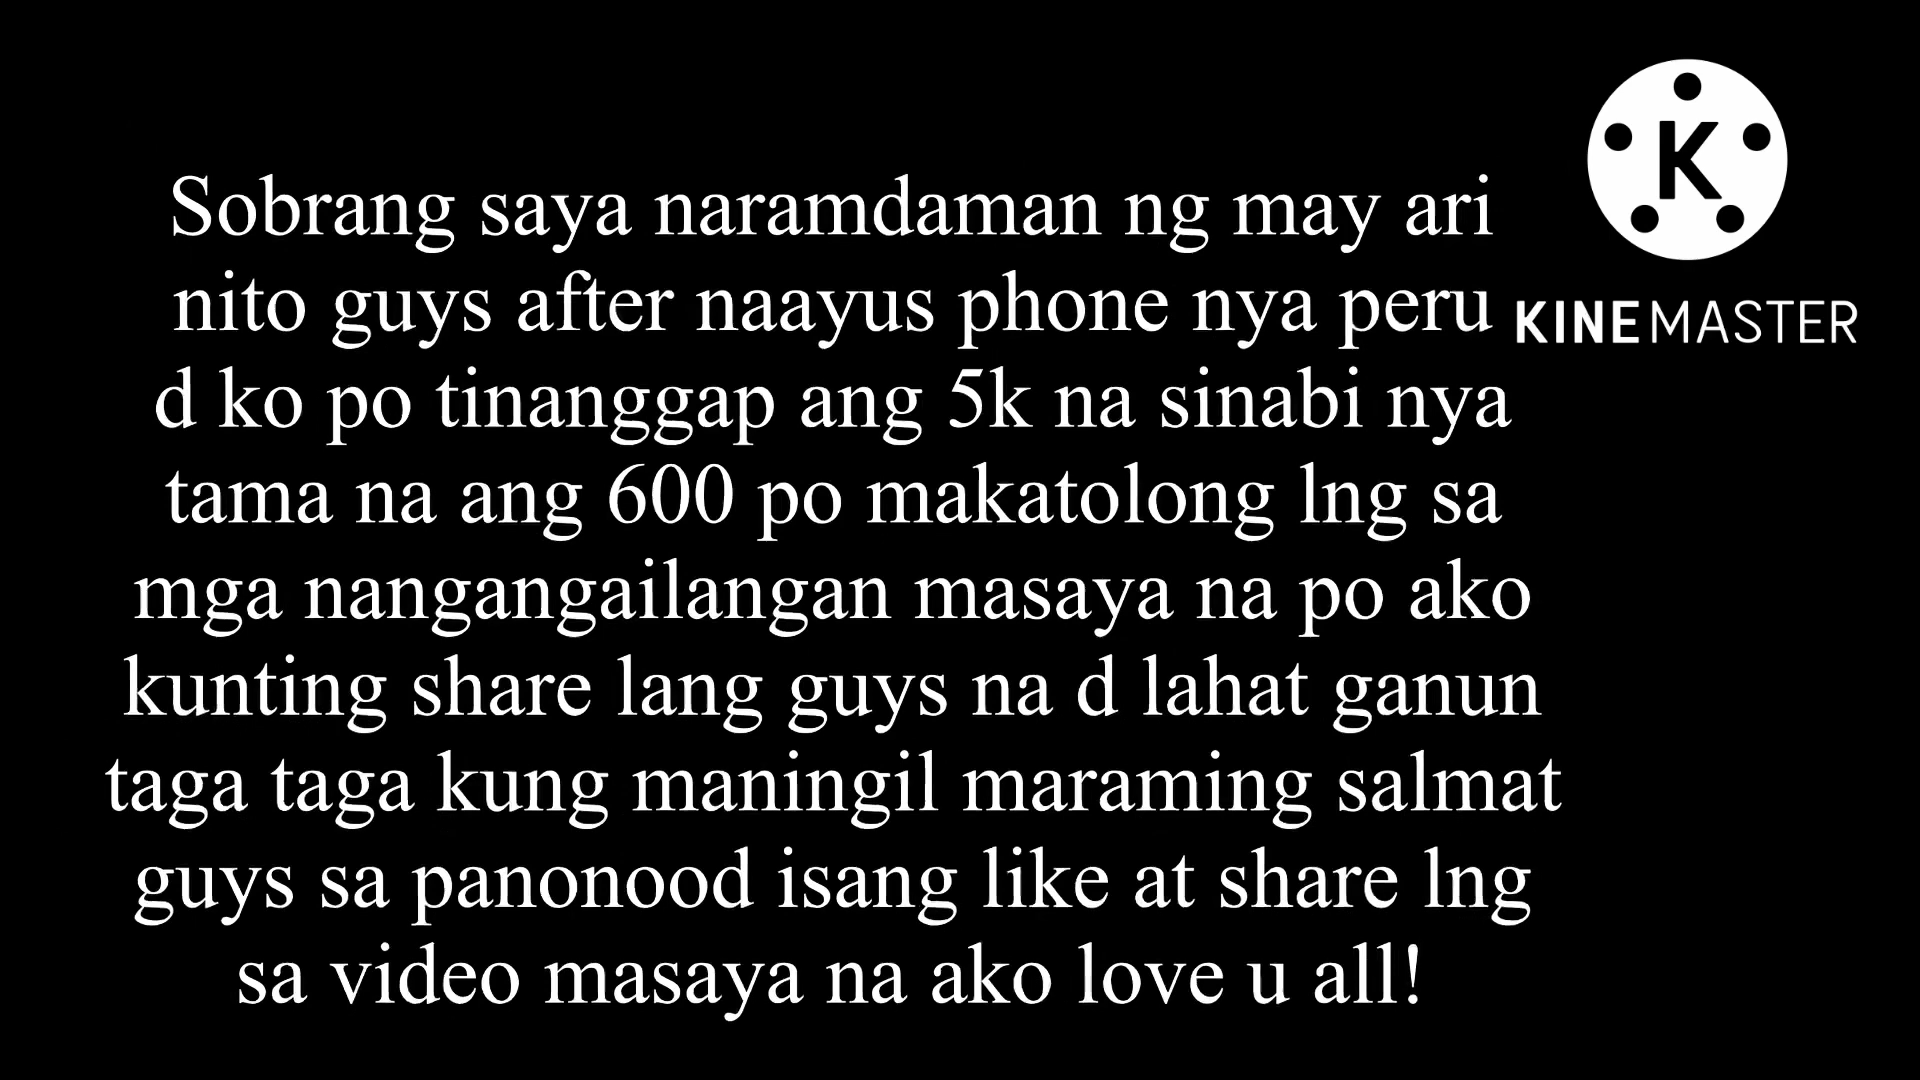 Sobrang saya naramdaman ng may ari
nito guys after naayus phone nya peru
d ko po tinanggap ang 5k na sinabi nya
tama na ang 600 po makatolong lng sa
mga nangangailangan masaya na po ako
kunting share lang guys na d lahat ganun
taga taga kung maningil maraming salmat
guys sa panonood isang like at share lng
sa video masaya na ako love u all!
K
KINEMASTER